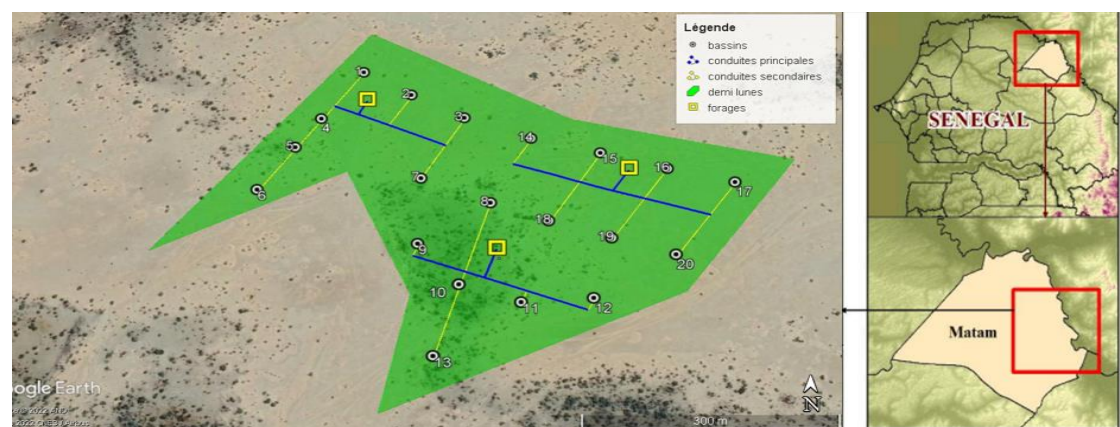 Légende
bassins
conduites principales
conduites secondaires
demi lunes
forages
1
2
3
4
5
6
7
8
9
10
11
12
13
14
15
16
17
18
19
20
oogle Earth
300 m
N
SENEGAL
Matam